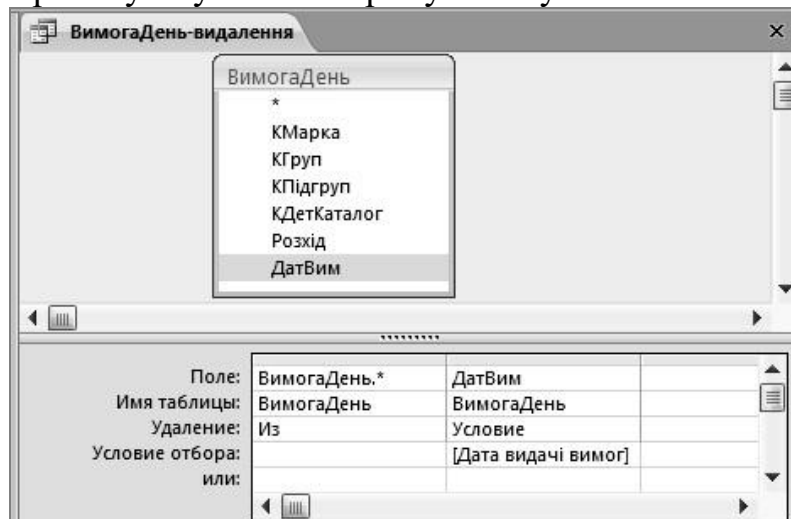 ВимогаДень-видалення
ВимогаДень
*
КМарка
КГруп
КПідгруп
КДетКаталог
Розхід
ДатВим
Поле: ВимогаДень.* ДатВим
Имя таблицы: ВимогаДень ВимогаДень
Удаление: Из Условие
Условие отбора: [Дата видачі вимог]
или: